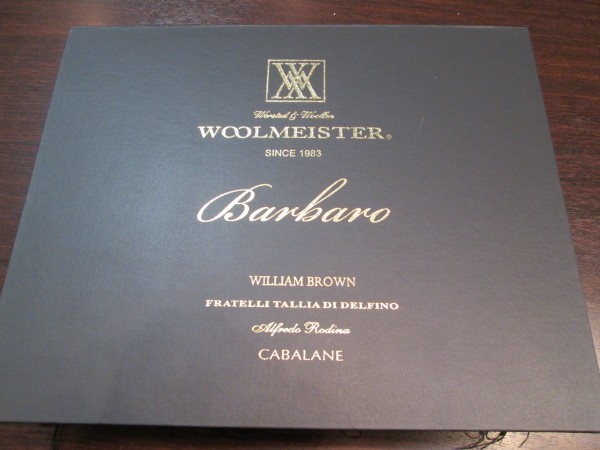 Worsted & Woollen
WOOLMEISTER®
SINCE 1983
Barbaro
WILLIAM BROWN
FRATELLI TALLIA DI DELFINO
Alfredo Rodina
CABALANE